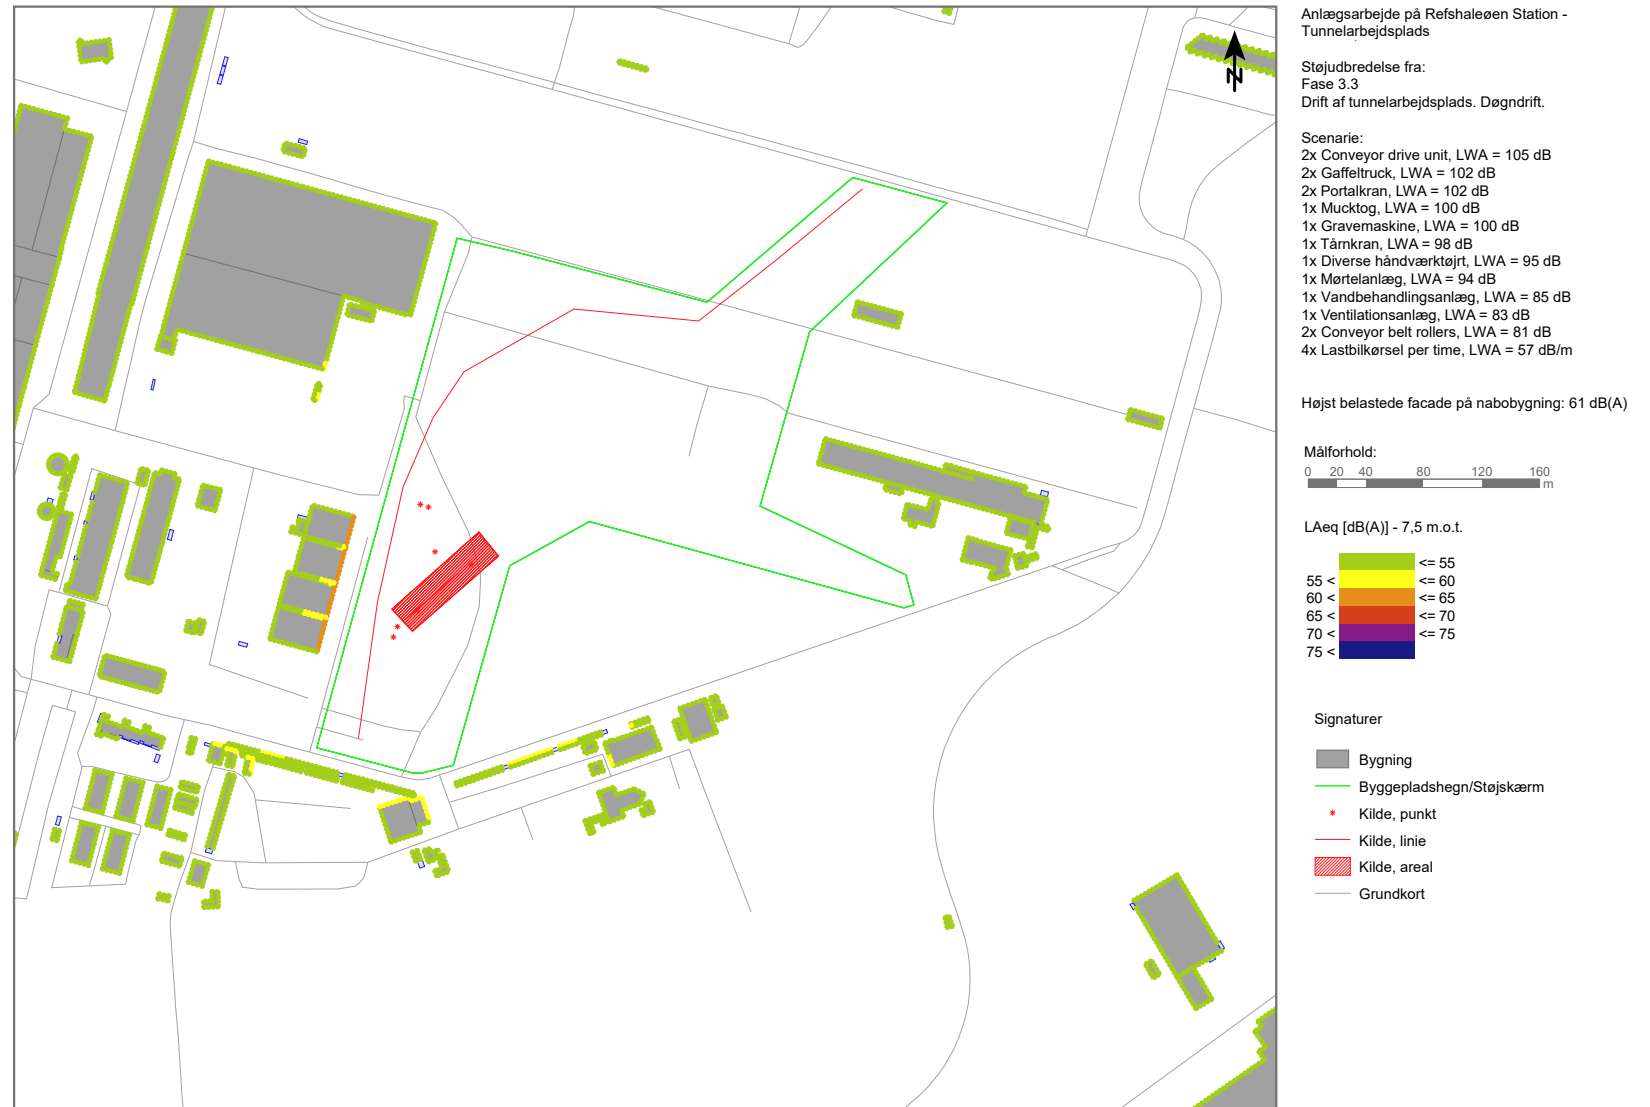 Anlægsarbejde på Refshaleøen Station -
Tunnelarbejdsplads
Støjudbredelse fra:
Fase 3.3
Drift af tunnelarbejdsplads. Døgndrift.
Scenarie:
2x Conveyor drive unit, LWA = 105 dB
2x Gaffeltruck, LWA = 102 dB
2x Portalkran, LWA = 102 dB
1x Mucktog, LWA = 100 dB
1x Gravemaskine, LWA = 100 dB
1x Tårnkran, LWA = 98 dB
1x Diverse håndværktøjrt, LWA = 95 dB
1x Mørtelanlæg, LWA = 94 dB
1x Vandbehandlingsanlæg, LWA = 85 dB
1x Ventilationsanlæg, LWA = 83 dB
2x Conveyor belt rollers, LWA = 81 dB
4x Lastbilkørsel per time, LWA = 57 dB/m
Højst belastede facade på nabobygning: 61 dB(A)
Målforhold:
0 20 40 80 120 160
m
LAeq [dB(A)] - 7,5 m.o.t.
<= 55
55 < <= 60
60 < <= 65
65 < <= 70
70 < <= 75
75 <
Signaturer
Bygning
Byggepladshegn/Støjskærm
Kilde, punkt
Kilde, linie
Kilde, areal
Grundkort
N